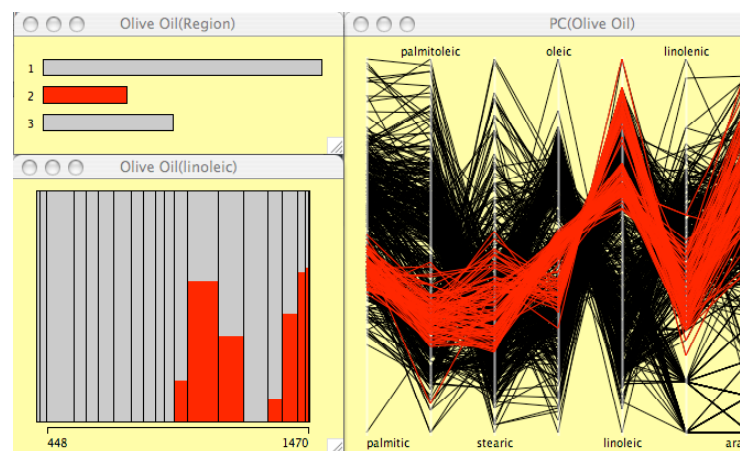 Olive Oil(Region)
1
2
3
Olive Oil(linoleic)
448 1470
PC(Olive Oil)
palmitoleic oleic linolenic
palmitic stearic linoleic ara